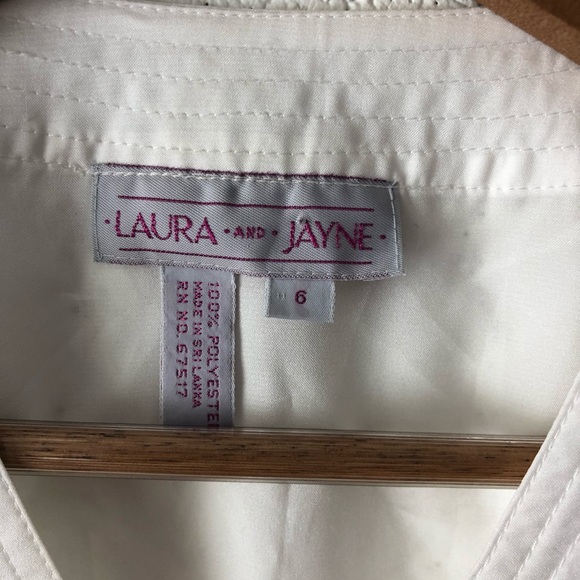 · LAURA · AND · JAYNE ·
6
100% POLYESTER
MADE IN SRI LANKA
RN NO. 67517